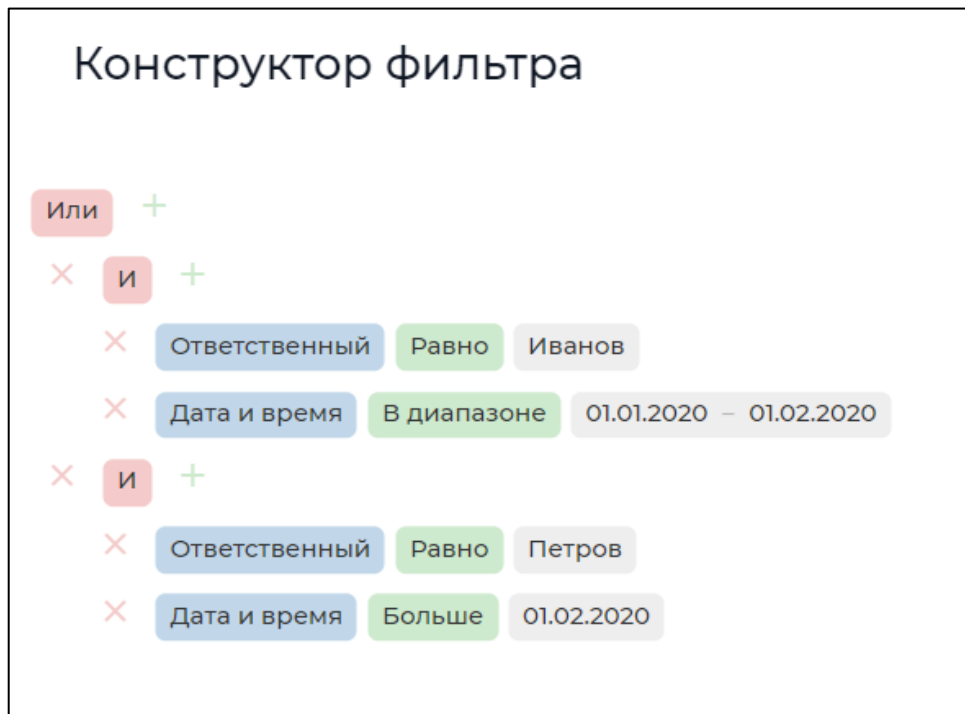 Конструктор фильтра
Или +
× И +
× Ответственный Равно Иванов
× Дата и время В диапазоне 01.01.2020 – 01.02.2020
× И +
× Ответственный Равно Петров
× Дата и время Больше 01.02.2020